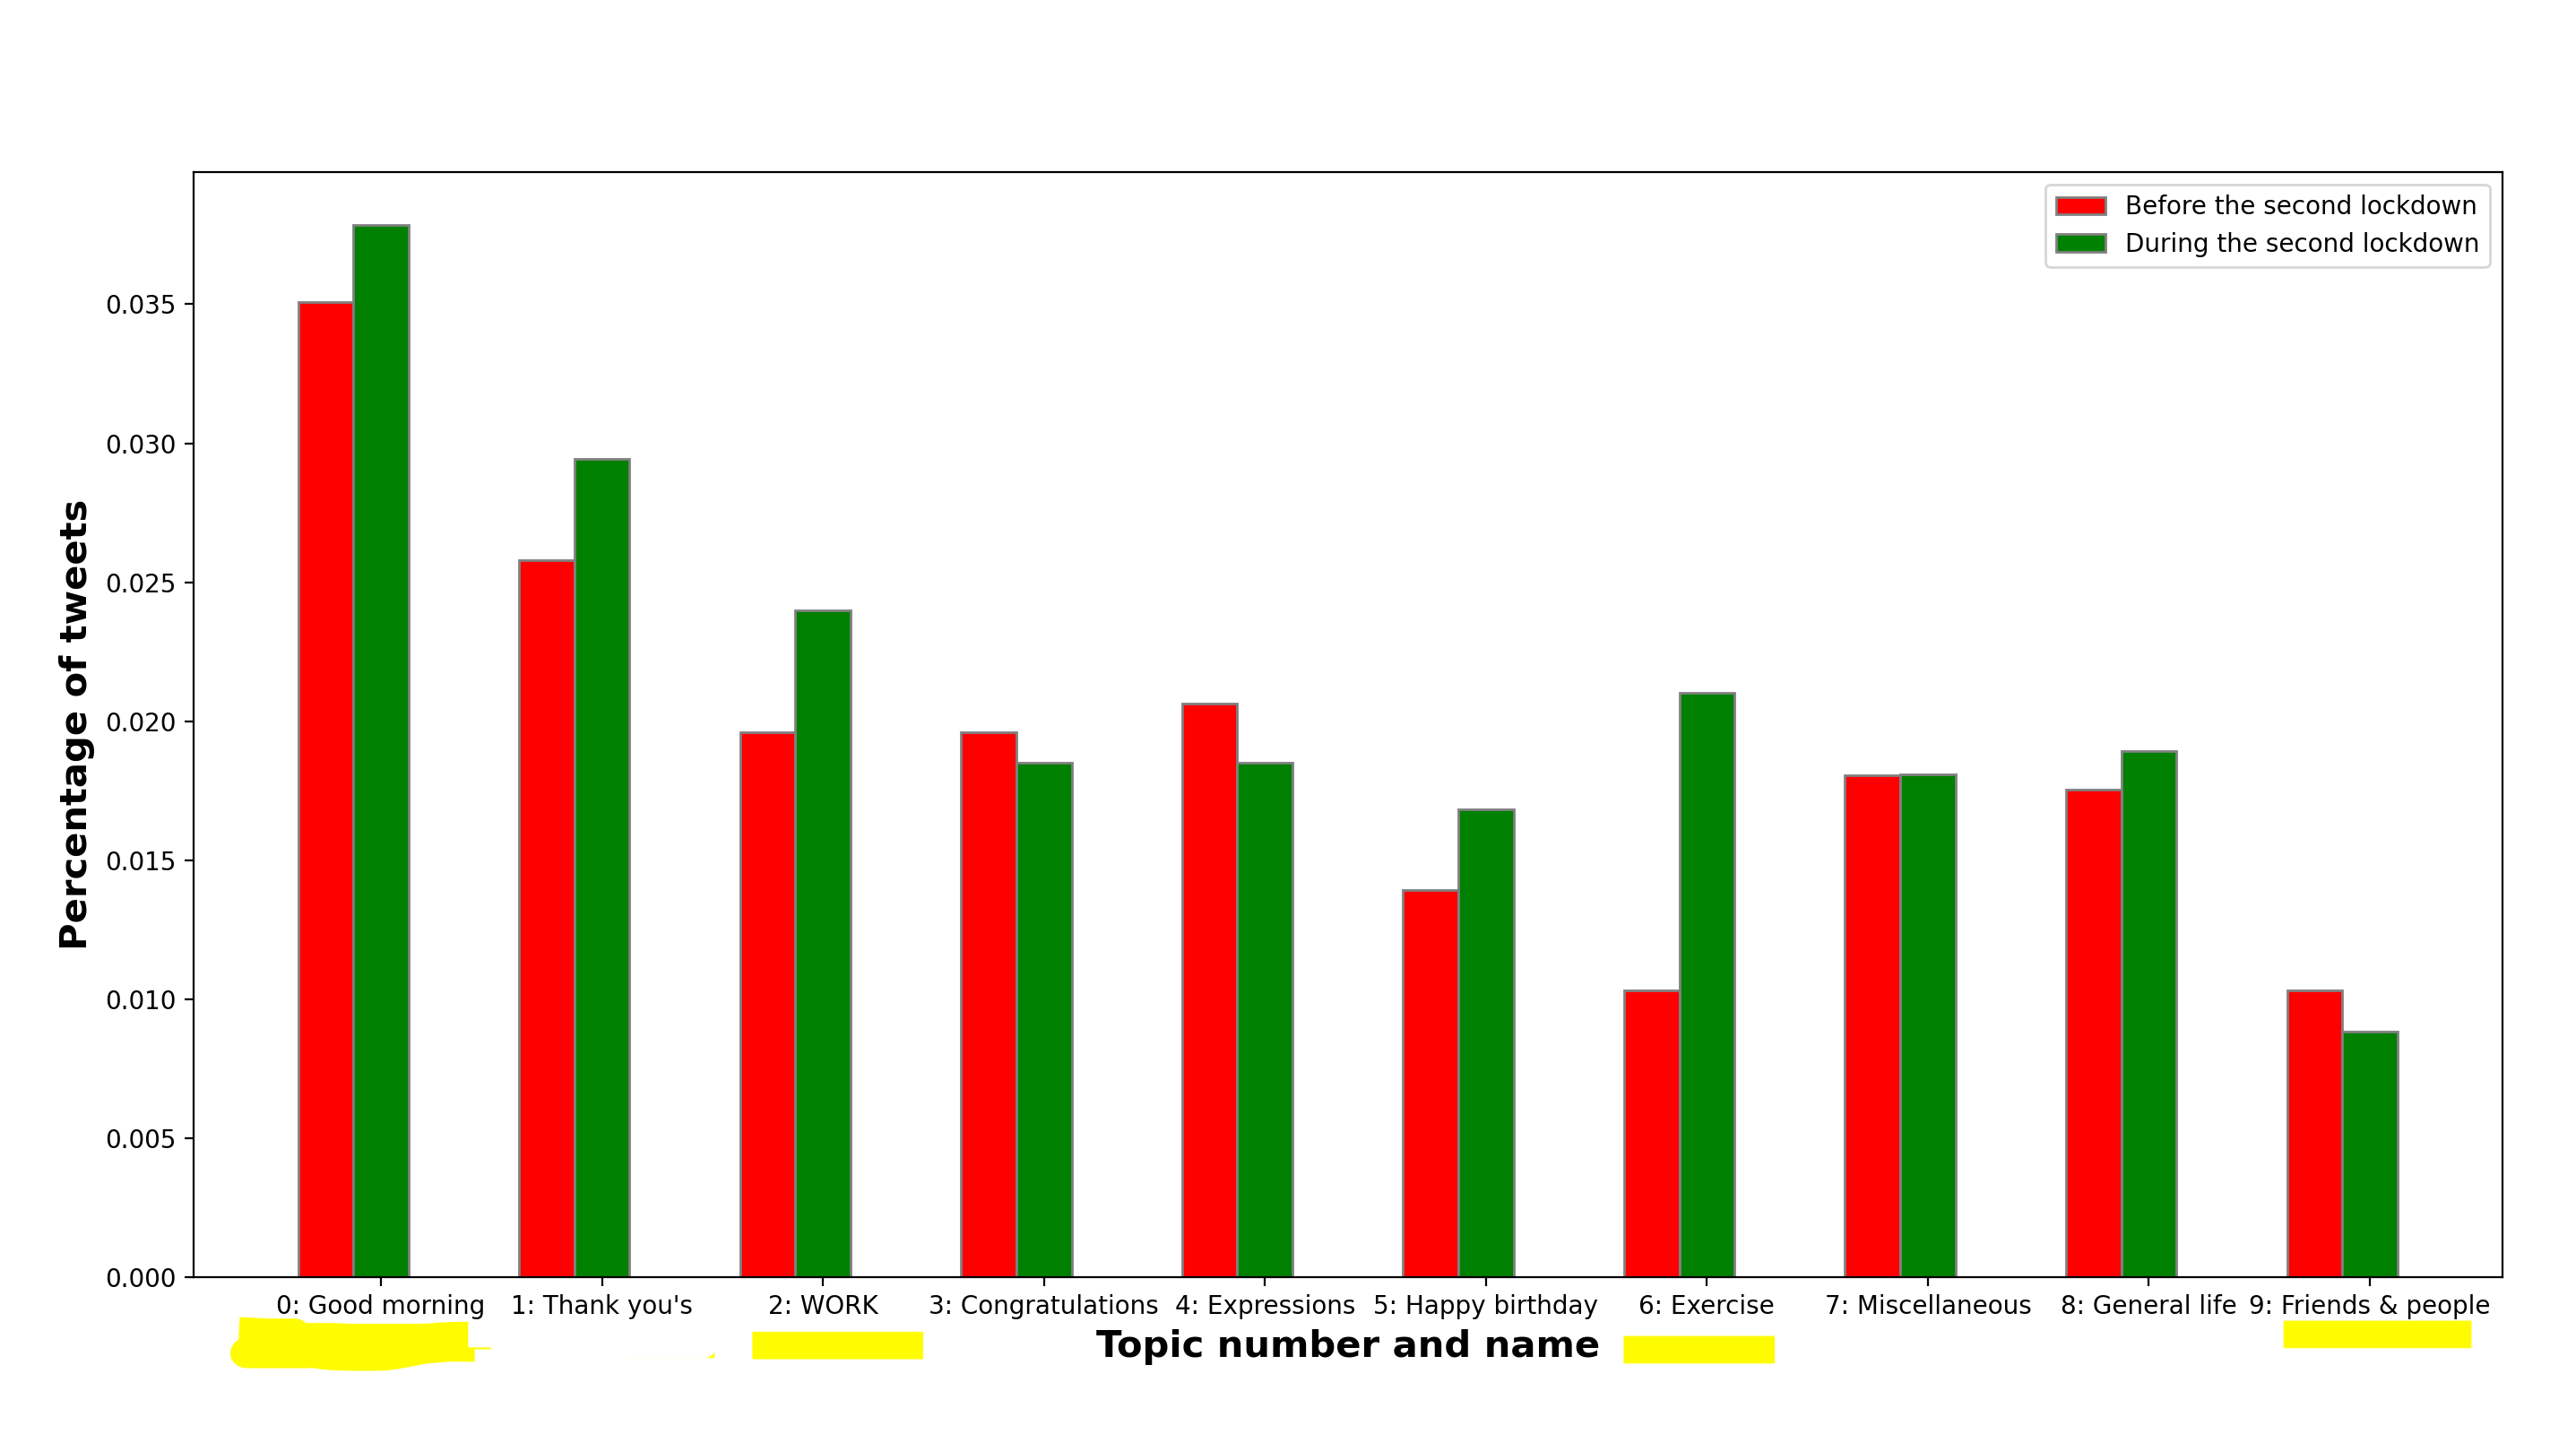 Before the second lockdown
During the second lockdown
Percentage of tweets
0.035
0.030
0.025
0.020
0.015
0.010
0.005
0.000
0: Good morning 1: Thank you's 2: WORK 3: Congratulations 4: Expressions 5: Happy birthday 6: Exercise 7: Miscellaneous 8: General life 9: Friends & people
Topic number and name